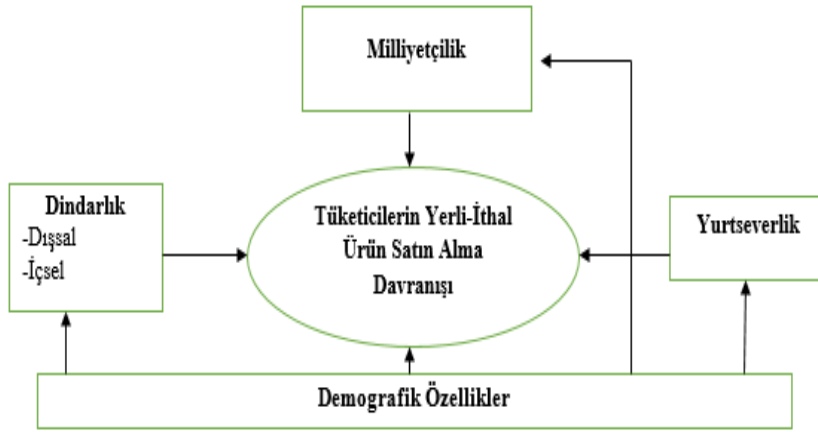 Milliyetçilik
Dindarlık
-Dışsal
-İçsel
Tüketicilerin Yerli-İthal
Ürün Satın Alma
Davranışı
Yurtseverlik
Demografik Özellikler